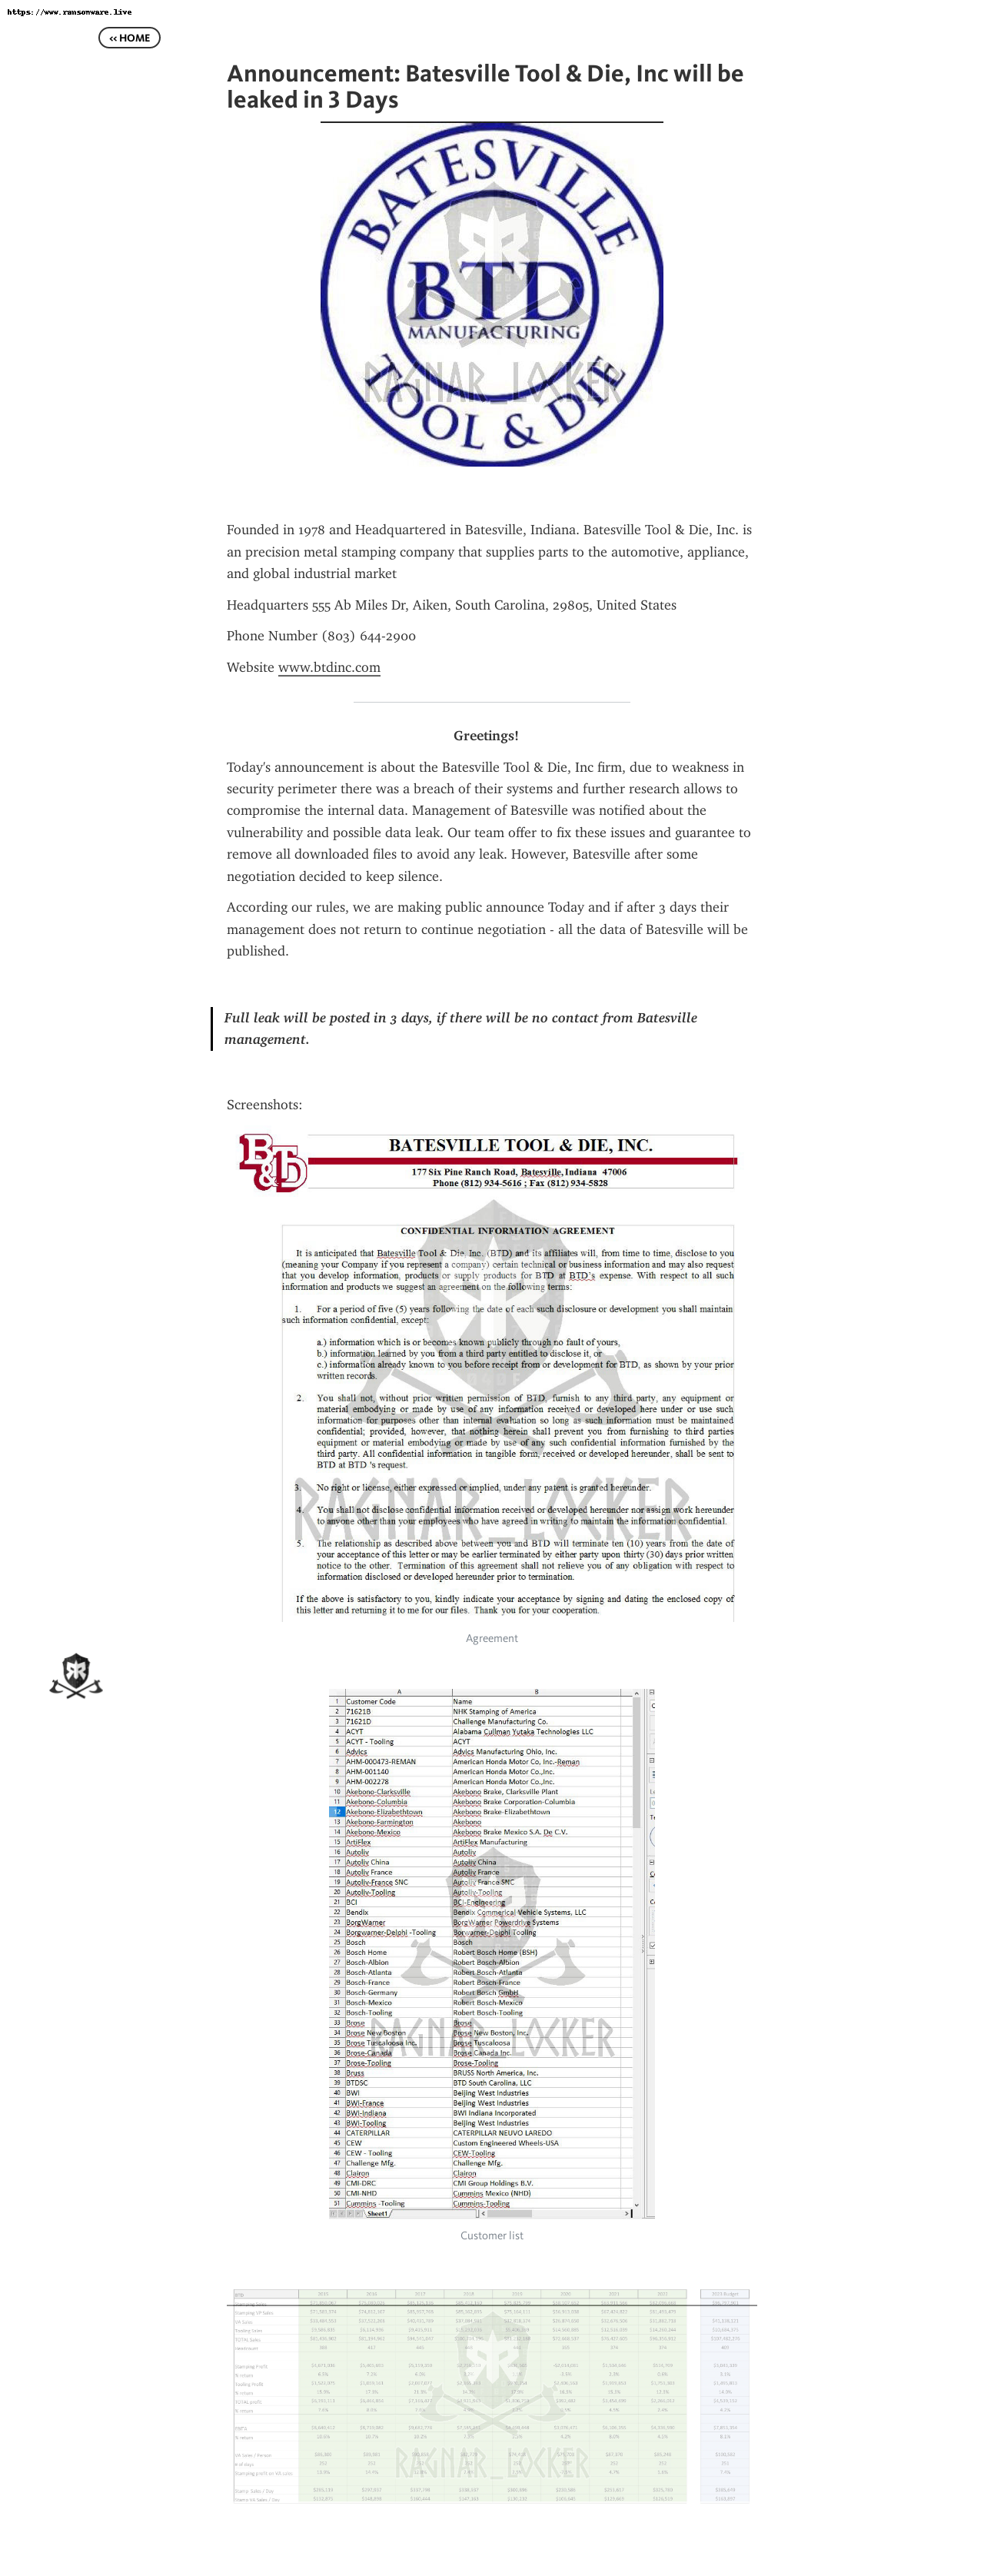 https://www.ransomware.live
<< HOME
Announcement: Batesville Tool & Die, Inc will be
leaked in 3 Days
BATESVILLE
BTD
MANUFACTURING
TOOL & DIE
RAGNAR_LOCKER
Founded in 1978 and Headquartered in Batesville, Indiana. Batesville Tool & Die, Inc. is
an precision metal stamping company that supplies parts to the automotive, appliance,
and global industrial market
Headquarters 555 Ab Miles Dr, Aiken, South Carolina, 29805, United States
Phone Number (803) 644-2900
Website www.btdinc.com
Greetings!
Today's announcement is about the Batesville Tool & Die, Inc firm, due to weakness in
security perimeter there was a breach of their systems and further research allows to
compromise the internal data. Management of Batesville was notified about the
vulnerability and possible data leak. Our team offer to fix these issues and guarantee to
remove all downloaded files to avoid any leak. However, Batesville after some
negotiation decided to keep silence.
According our rules, we are making public announce Today and if after 3 days their
management does not return to continue negotiation - all the data of Batesville will be
published.
Full leak will be posted in 3 days, if there will be no contact from Batesville
management.
Screenshots:
BATESVILLE TOOL & DIE, INC.
177 Six Pine Ranch Road, Batesville, Indiana 47006
Phone (812) 934-5616 ; Fax (812) 934-5828
CONFIDENTIAL INFORMATION AGREEMENT
It is anticipated that Batesville Tool & Die, Inc. (BTD) and its affiliates will, from time to time, disclose to you
(meaning your Company if you represent a company) certain technical or business information and may also request
that you develop information, products or supply products for BTD at BTD's expense. With respect to all such
information and products we suggest an agreement on the following terms:
1. For a period of five (5) years following the date of each such disclosure or development you shall maintain
such information confidential, except:
a.) information which is or becomes known publicly through no fault of yours,
b.) information learned by you from a third party entitled to disclose it, or
c.) information already known to you before receipt from or development for BTD, as shown by your prior
written records.
2. You shall not, without prior written permission of BTD, furnish to any third party, any equipment or
material embodying or made by use of any information received or developed here under or use such
information for purposes other than internal evaluation so long as such information must be maintained
confidential; provided, however, that nothing herein shall prevent you from furnishing to third parties
equipment or material embodying or made by use of any such confidential information furnished by the
third party. All confidential information in tangible form, received or developed hereunder, shall be sent to
BTD at BTD 's request.
3. No right or license, either expressed or implied, under any patent is granted hereunder.
RAGNAR_LOCKER
4. You shall not disclose confidential information received or developed hereunder nor assign work hereunder
to anyone other than your employees who have agreed in writing to maintain the information confidential.
5. The relationship as described above between you and BTD will terminate ten (10) years from the date of
your acceptance of this letter or may be earlier terminated by either party upon thirty (30) days prior written
notice to the other. Termination of this agreement shall not relieve you of any obligation with respect to
information disclosed or developed hereunder prior to termination.
If the above is satisfactory to you, kindly indicate your acceptance by signing and dating the enclosed copy of
this letter and returning it to me for our files. Thank you for your cooperation.
Agreement
A B
1 Customer Code Name
2 71621B NHK Stamping of America
3 71621D Challenge Manufacturing Co.
4 ACYT Alabama Cullman Yutaka Technologies LLC
5 ACYT - Tooling ACYT
6 Advics Advics Manufacturing Ohio, Inc.
7 AHM-000473-REMAN American Honda Motor Co, Inc.-Reman
8 AHM-001140 American Honda Motor Co.,Inc.
9 AHM-002278 American Honda Motor Co.,Inc.
10 Akebono-Clarksville Akebono Brake, Clarksville Plant
11 Akebono-Columbia Akebono Brake Corporation-Columbia
12 Akebono-Elizabethtown Akebono Brake-Elizabethtown
13 Akebono-Farmington Akebono
14 Akebono-Mexico Akebono Brake Mexico S.A. De C.V.
15 ArtiFlex ArtiFlex Manufacturing
16 Autoliv Autoliv
17 Autoliv China Autoliv China
18 Autoliv France Autoliv France
19 Autoliv-France SNC Autoliv France SNC
20 Autoliv-Tooling Autoliv-Tooling
21 BCI BCI-Engineering
22 Bendix Bendix Commerical Vehicle Systems, LLC
23 BorgWarner BorgWarner Powerdrive Systems
24 Borgwarner-Delphi -Tooling Borwarner-Delphi Tooling
25 Bosch Bosch
26 Bosch Home Robert Bosch Home (BSH)
27 Bosch-Albion Robert Bosch-Albion
28 Bosch-Atlanta Robert Bosch-Atlanta
29 Bosch-France Robert Bosch-France
30 Bosch-Germany Robert Bosch GmbH
31 Bosch-Mexico Robert Bosch-Mexico
32 Bosch-Tooling Robert Bosch-Tooling
33 Brose Brose
34 Brose New Boston Brose New Boston, Inc.
35 Brose Tuscaloosa Inc. Brose Tuscaloosa
36 Brose-Canada Brose Canada Inc
37 Brose-Tooling Brose-Tooling
38 Bruss BRUSS North America, Inc.
39 BTDSC BTD South Carolina, LLC
40 BWI Beijing West Industries
41 BWI-France Beijing West Industries
42 BWI-Indiana BWI Indiana Incorporated
43 BWI-Tooling Beijing West Industries
44 CATERPILLAR CATERPILLAR NEUVO LAREDO
45 CEW Custom Engineered Wheels-USA
46 CEW - Tooling CEW-Tooling
47 Challenge Mfg. Challenge Mfg.
48 Clairon Clairon
49 CMI-DRC CMI Group Holdings B.V.
50 CMI-NHD Cummins Mexico (NHD)
51 Cummins -Tooling Cummins-Tooling
Sheet1
RAGNAR_LOCKER
Customer list
2015 2016 2017 2018 2019 2020 2021 2022 2023 Budget
RAGNAR_LOCKER